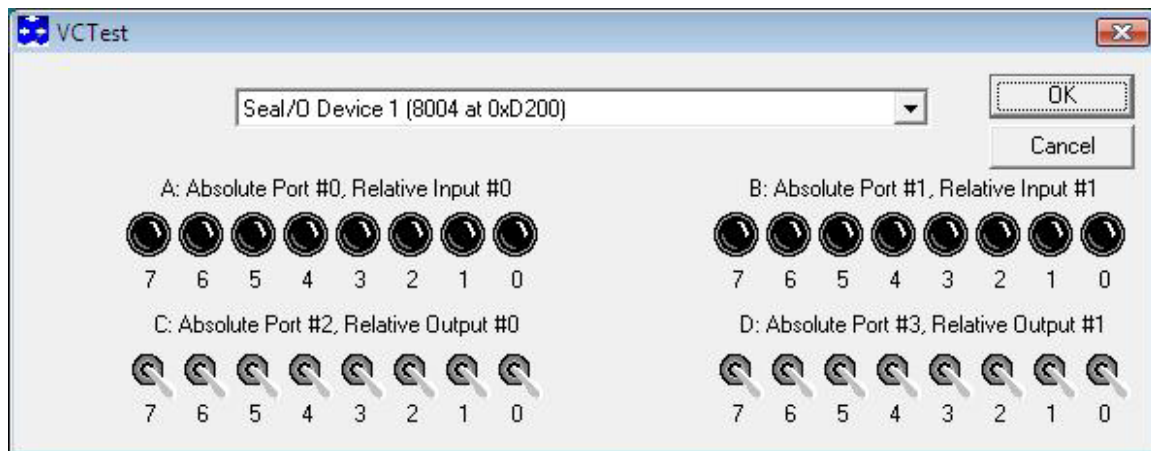 VCTest
SeaI/O Device 1 (8004 at 0xD200)
OK
Cancel
A: Absolute Port #0, Relative Input #0
B: Absolute Port #1, Relative Input #1
7 6 5 4 3 2 1 0
7 6 5 4 3 2 1 0
C: Absolute Port #2, Relative Output #0
D: Absolute Port #3, Relative Output #1
7 6 5 4 3 2 1 0
7 6 5 4 3 2 1 0